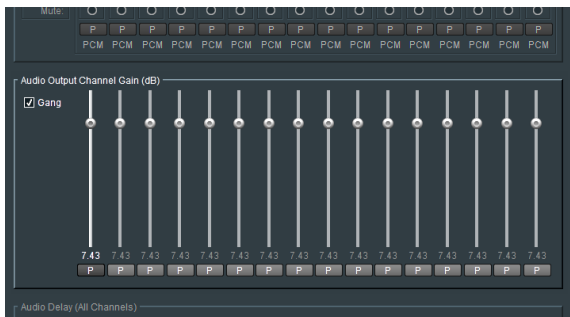 Mute:
P P P P P P P P P P P P P P P P
PCM PCM PCM PCM PCM PCM PCM PCM PCM PCM PCM PCM PCM PCM PCM PCM
Audio Output Channel Gain (dB)
Gang
7.43 7.43 7.43 7.43 7.43 7.43 7.43 7.43 7.43 7.43 7.43 7.43 7.43 7.43 7.43 7.43
P P P P P P P P P P P P P P P P
Audio Delay (All Channels)